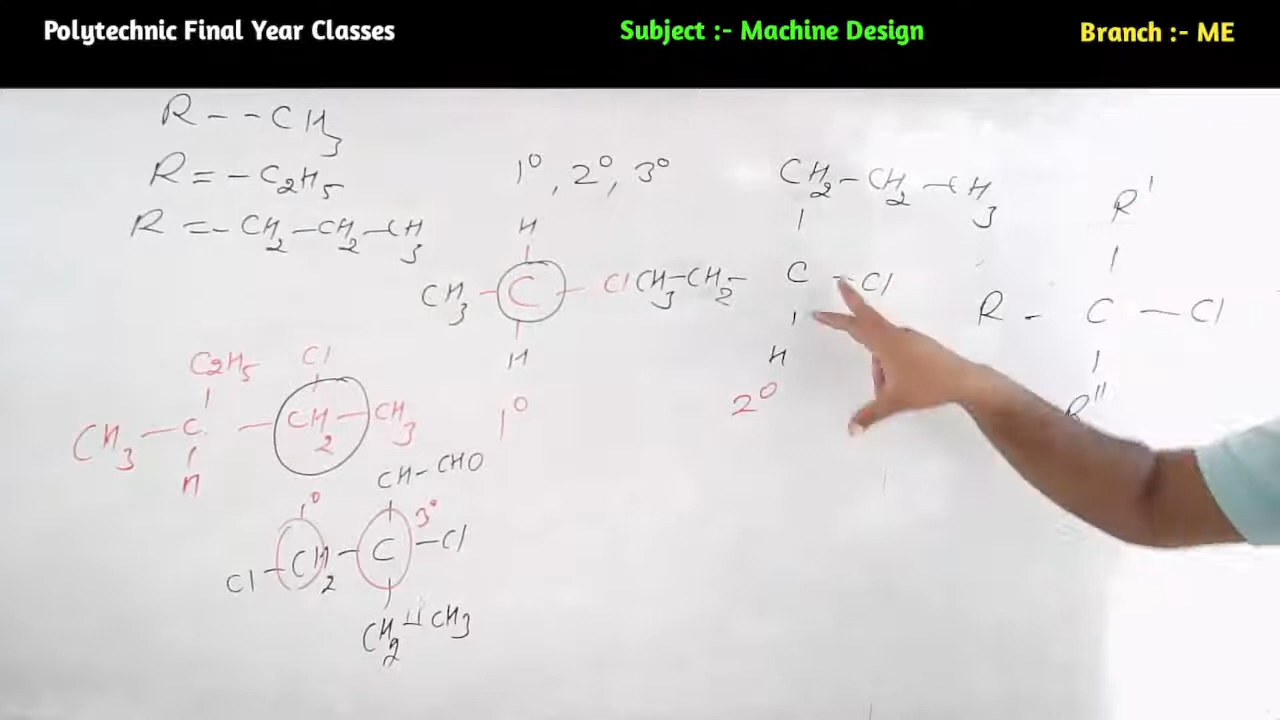 Polytechnic Final Year Classes
Subject :- Machine Design
Branch :- ME
R - - CH3
R = - C2H5
R = - CH2 - CH2 - CH3
1°, 2°, 3°
H
CH3 - C - Cl
H
1°
CH2 - CH2 - CH3
CH3 - CH2 - C - Cl
H
2°
R'
R - C - Cl
R''
C2H5 Cl
CH3 - C - CH2 - CH3
H
CH - CHO
1° 3°
Cl - CH2 - C - Cl
CH2 CH3